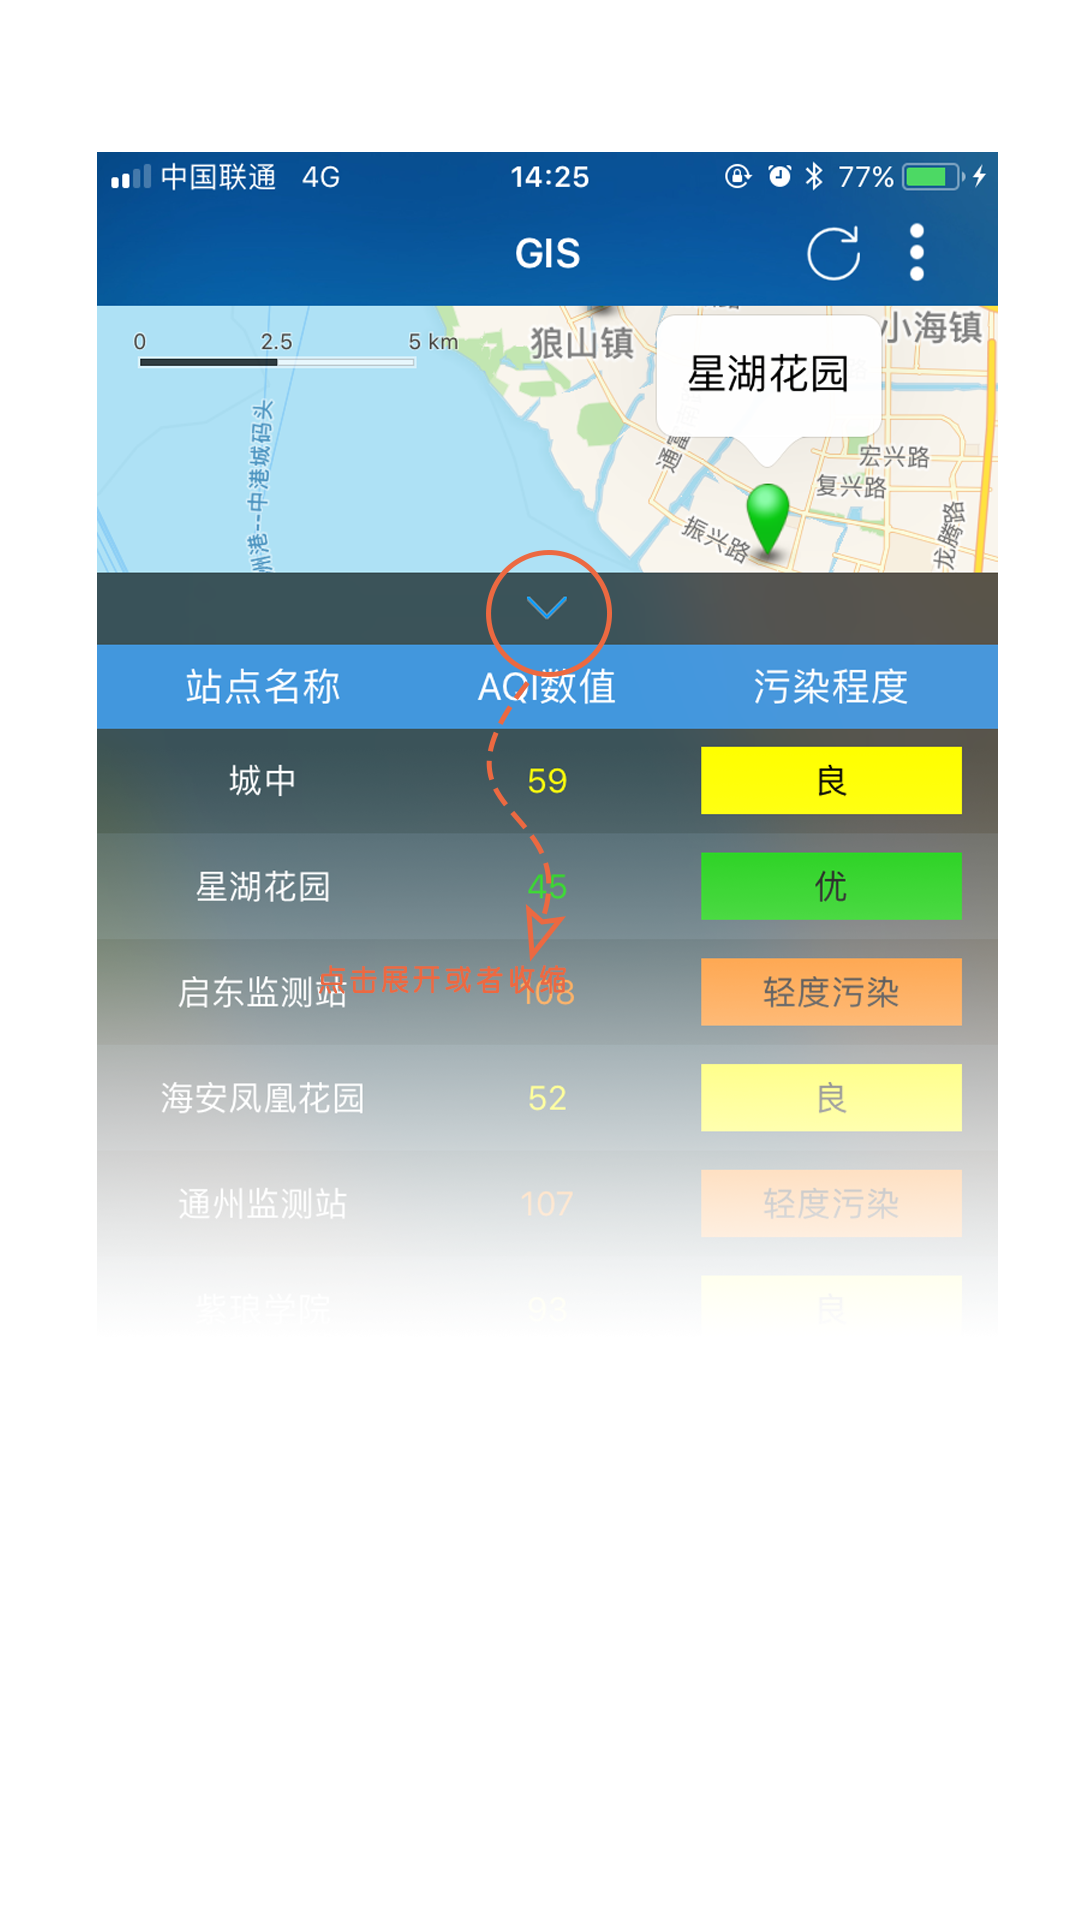 中国联通 4G 14:25 77%
GIS
0 2.5 5 km
狼山镇
小海镇
星湖花园
宏兴路
复兴路
振兴路
龙腾路
州港--中港城码头
站点名称 AQI数值 污染程度
城中 59 良
星湖花园 45 优
启东监测站 108 轻度污染
点击展开或者收缩
海安凤凰花园 52 良
通州监测站 107 轻度污染
紫琅学院 93 良